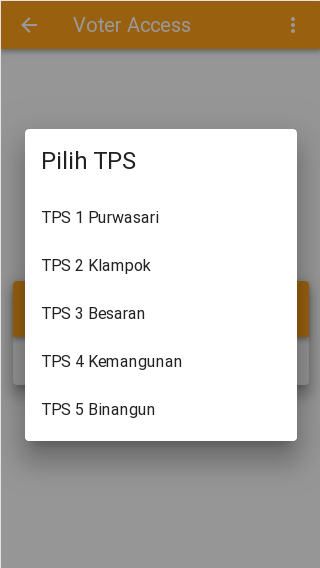 Voter Access
Pilih TPS
TPS 1 Purwasari
TPS 2 Klampok
TPS 3 Besaran
TPS 4 Kemangunan
TPS 5 Binangun